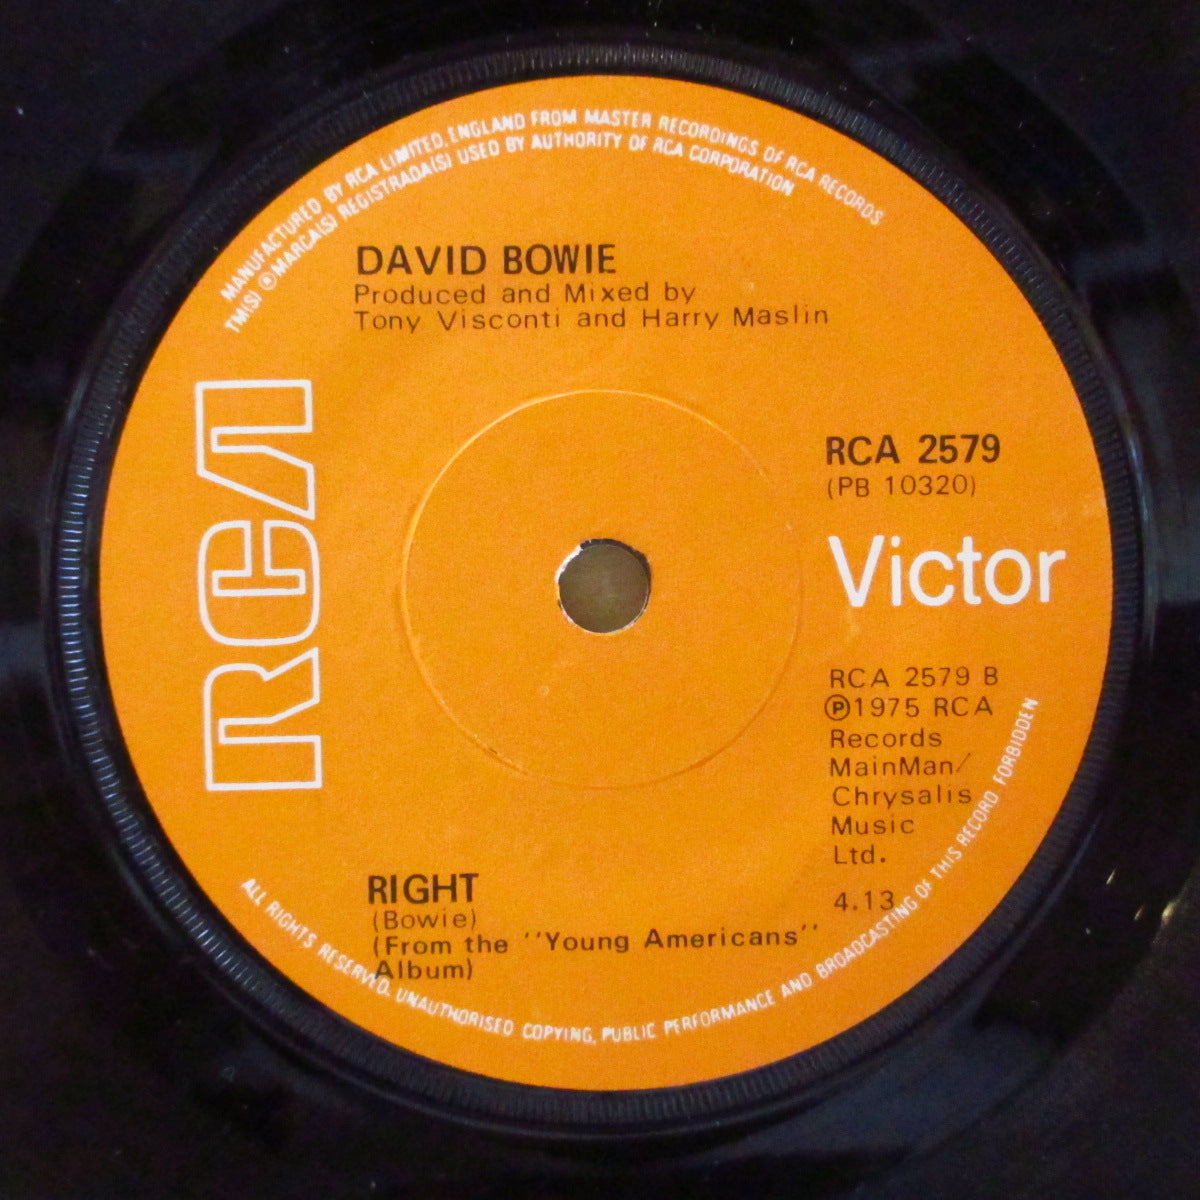 MANUFACTURED BY RCA LIMITED, ENGLAND FROM MASTER RECORDINGS OF RCA RECORDS
TM(S) ® MARCA(S) REGISTRADA(S) USED BY AUTHORITY OF RCA CORPORATION
DAVID BOWIE
Produced and Mixed by
Tony Visconti and Harry Maslin
RCA
RCA 2579
(PB 10320)
Victor
RCA 2579 B
℗1975 RCA
Records
MainMan/
Chrysalis
Music
Ltd.
4.13
RIGHT
(Bowie)
(From the ''Young Americans''
Album)
ALL RIGHTS RESERVED. UNAUTHORISED COPYING, PUBLIC PERFORMANCE AND BROADCASTING OF THIS RECORD FORBIDDEN